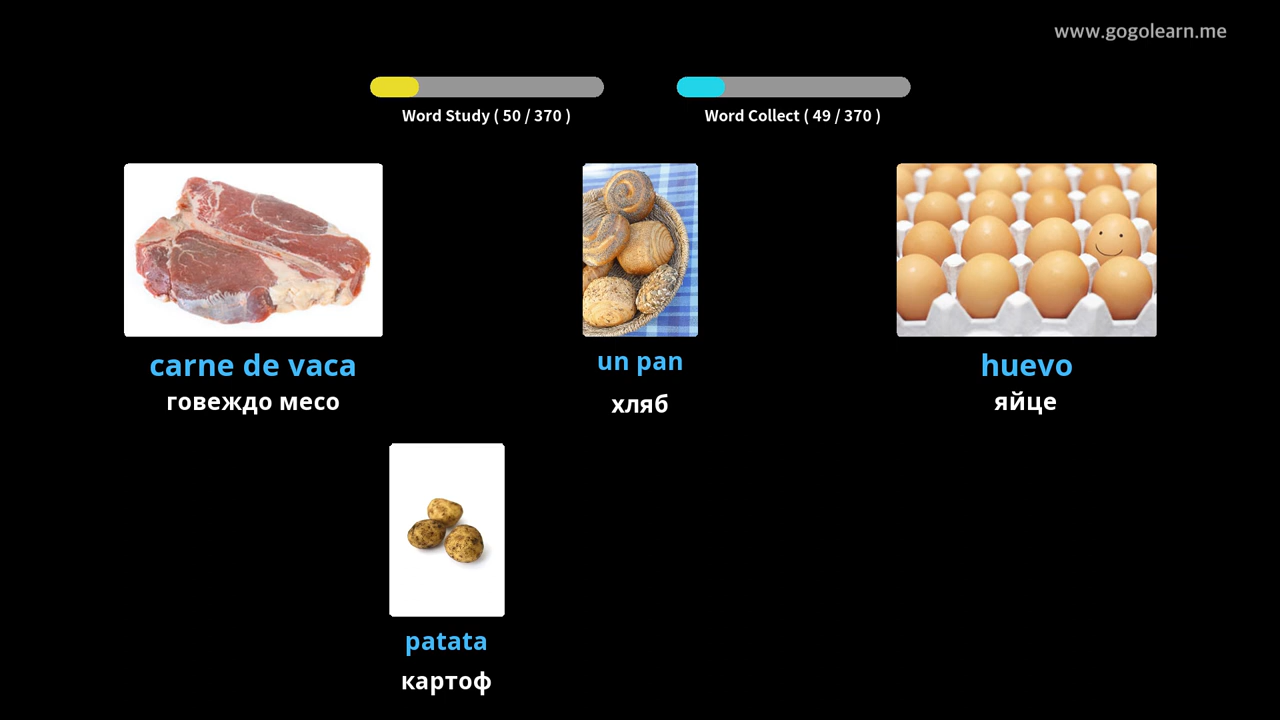 www.gogolearn.me
Word Study ( 50 / 370 )
Word Collect ( 49 / 370 )
carne de vaca
говеждо месо
un pan
хляб
huevo
яйце
patata
картоф